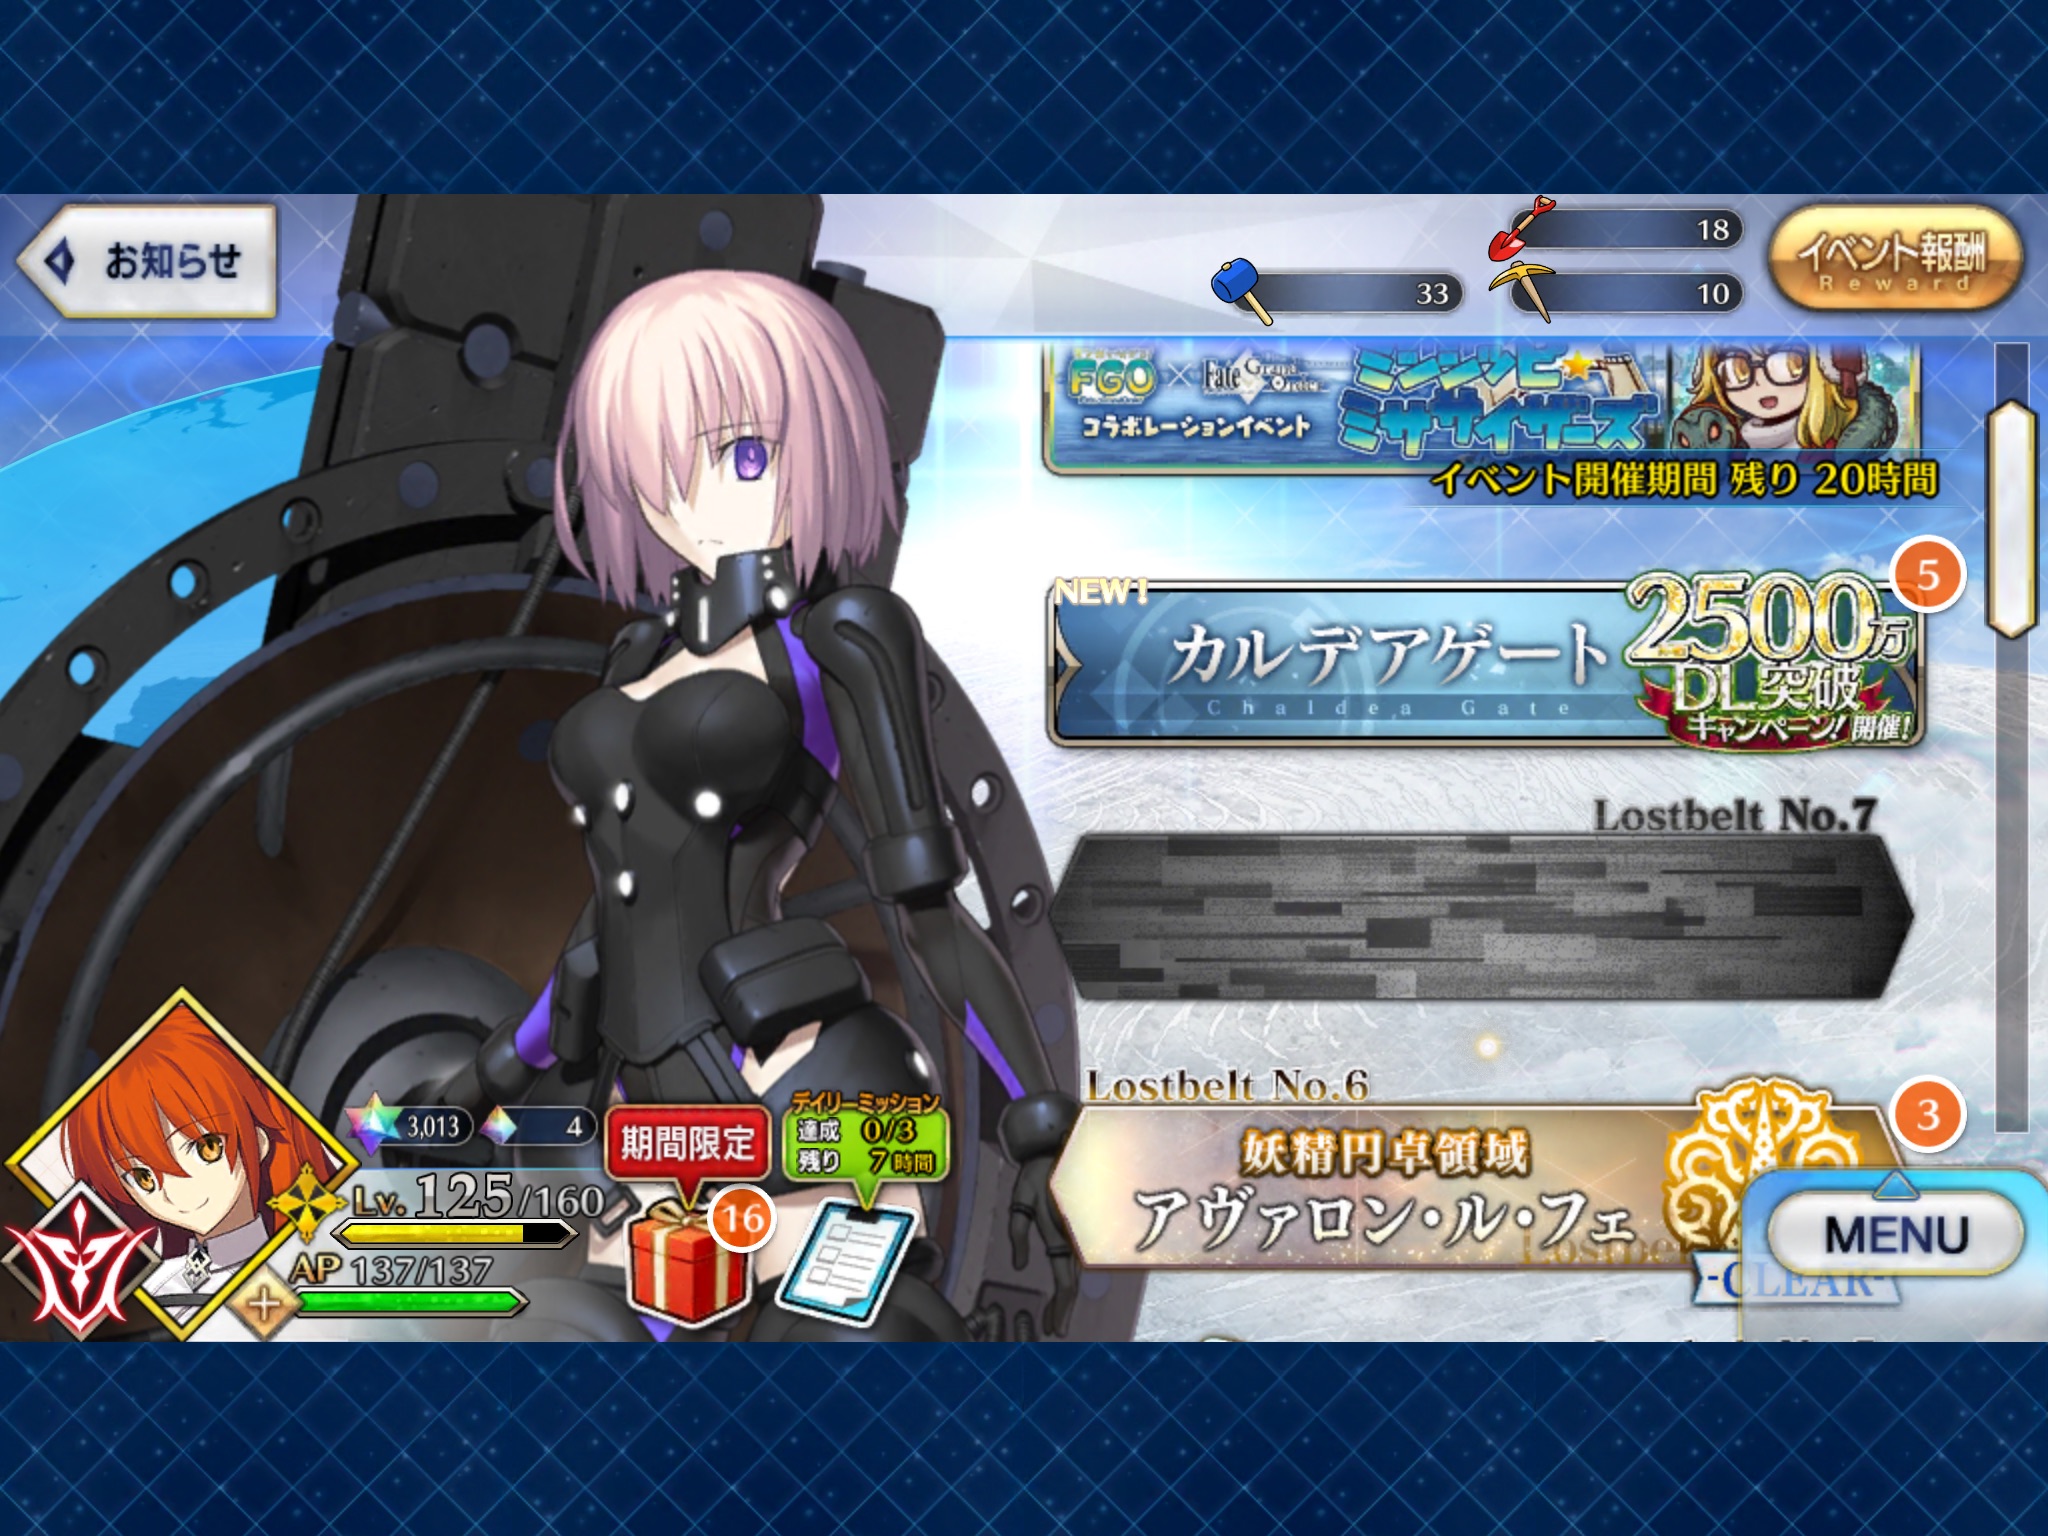 お知らせ
18
33
10
イベント報酬
Reward
FGO × Fate Grand Order
コラボレーションイベント
イベント開催期間 残り 20時間
NEW!
カルデアゲート
Chaldea Gate
2500万
DL突破
キャンペーン!開催!
5
Lostbelt No.7
Lostbelt No.6
妖精円卓領域
アヴァロン・ル・フェ
3
-CLEAR-
MENU
3,013
4
期間限定
16
デイリーミッション
達成 0/3
残り 7時間
Lv. 125/160
AP 137/137